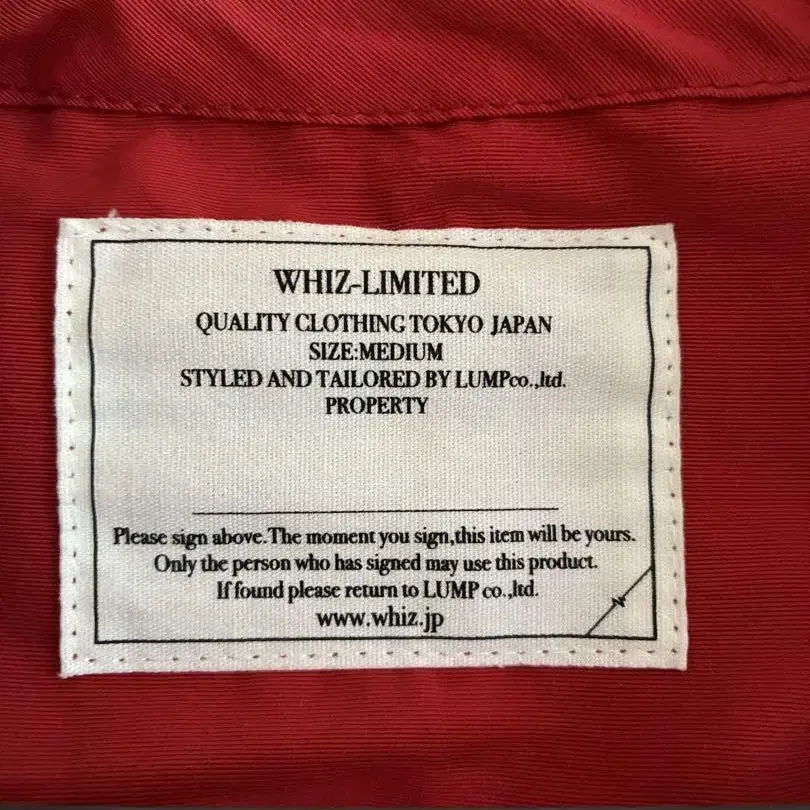 WHIZ-LIMITED
QUALITY CLOTHING TOKYO JAPAN
SIZE:MEDIUM
STYLED AND TAILORED BY LUMPco.,ltd.
PROPERTY
Please sign above.The moment you sign,this item will be yours.
Only the person who has signed may use this product.
If found please return to LUMP co.,ltd.
www.whiz.jp